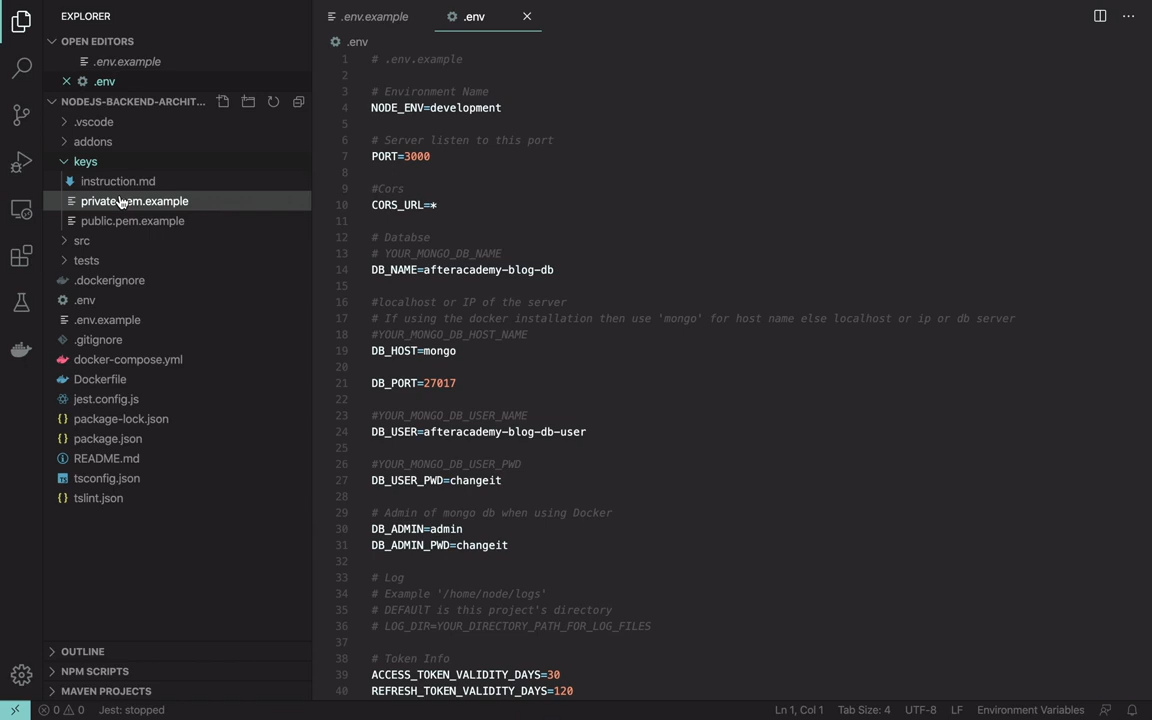 EXPLORER
OPEN EDITORS
.env.example
.env
NODEJS-BACKEND-ARCHIT...
.vscode
addons
keys
instruction.md
private.pem.example
public.pem.example
src
tests
.dockerignore
.env
.env.example
.gitignore
docker-compose.yml
Dockerfile
jest.config.js
package-lock.json
package.json
README.md
tsconfig.json
tslint.json
OUTLINE
NPM SCRIPTS
MAVEN PROJECTS
.env.example
.env
.env
1 # .env.example
2
3 # Environment Name
4 NODE_ENV=development
5
6 # Server listen to this port
7 PORT=3000
8
9 #Cors
10 CORS_URL=*
11
12 # Databse
13 # YOUR_MONGO_DB_NAME
14 DB_NAME=afteracademy-blog-db
15
16 #localhost or IP of the server
17 # If using the docker installation then use 'mongo' for host name else localhost or ip or db server
18 #YOUR_MONGO_DB_HOST_NAME
19 DB_HOST=mongo
20
21 DB_PORT=27017
22
23 #YOUR_MONGO_DB_USER_NAME
24 DB_USER=afteracademy-blog-db-user
25
26 #YOUR_MONGO_DB_USER_PWD
27 DB_USER_PWD=changeit
28
29 # Admin of mongo db when using Docker
30 DB_ADMIN=admin
31 DB_ADMIN_PWD=changeit
32
33 # Log
34 # Example '/home/node/logs'
35 # DEFAUlT is this project's directory
36 # LOG_DIR=YOUR_DIRECTORY_PATH_FOR_LOG_FILES
37
38 # Token Info
39 ACCESS_TOKEN_VALIDITY_DAYS=30
40 REFRESH_TOKEN_VALIDITY_DAYS=120
0 0 Jest: stopped
Ln 1, Col 1 Tab Size: 4 UTF-8 LF Environment Variables